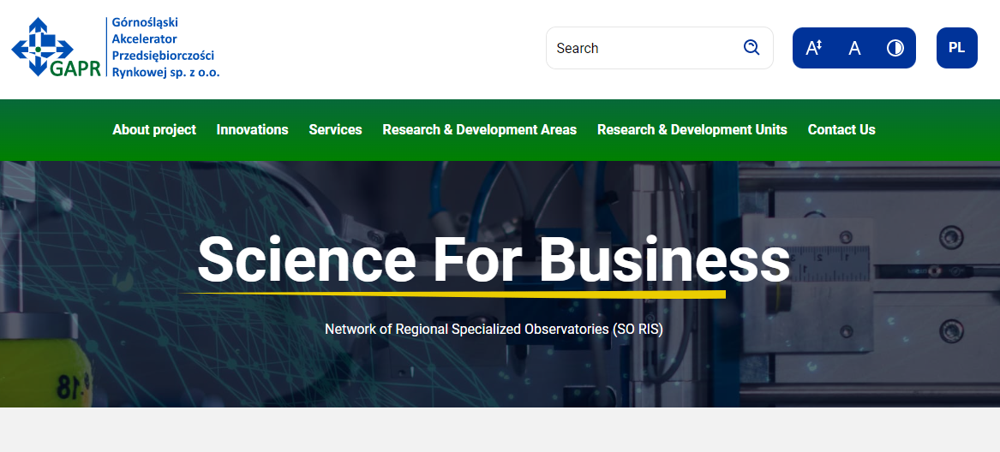 Górnośląski
Akcelerator
Przedsiębiorczości
Rynkowej sp. z o.o.
GAPR
Search
A A
PL
About project Innovations Services Research & Development Areas Research & Development Units Contact Us
Science For Business
Network of Regional Specialized Observatories (SO RIS)